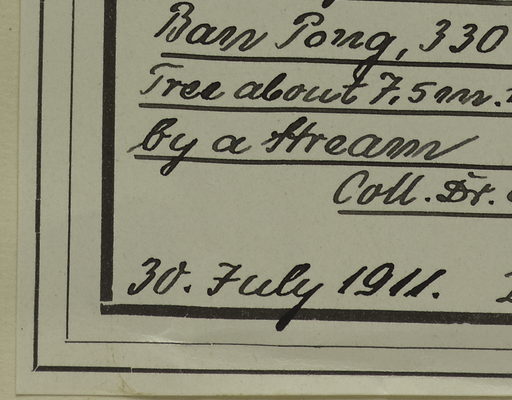 Ban Pong, 330
Tree about 7.5 m.
by a stream
Coll. Dr.
30. July 1911.